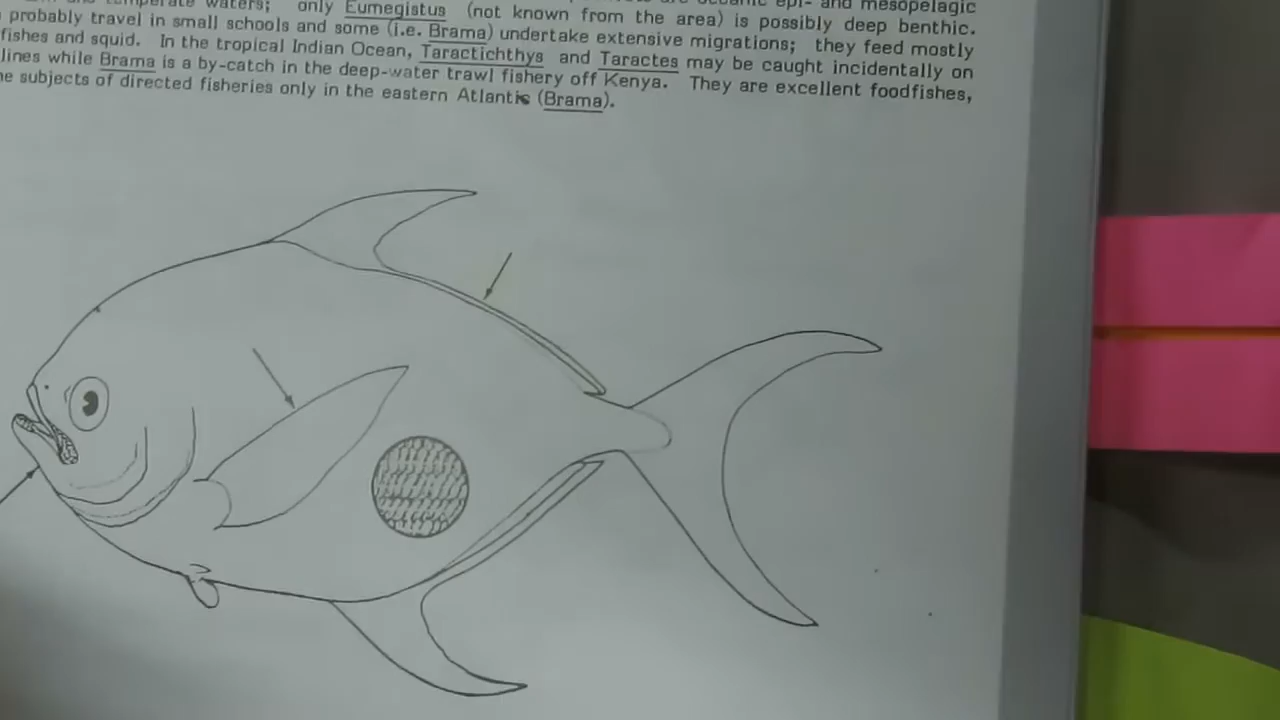 temperate waters; only Eumegistus (not known from the area) is possibly deep benthic.
probably travel in small schools and some (i.e. Brama) undertake extensive migrations; they feed mostly
fishes and squid. In the tropical Indian Ocean, Taractichthys and Taractes may be caught incidentally on
lines while Brama is a by-catch in the deep-water trawl fishery off Kenya. They are excellent foodfishes,
subjects of directed fisheries only in the eastern Atlantic (Brama).